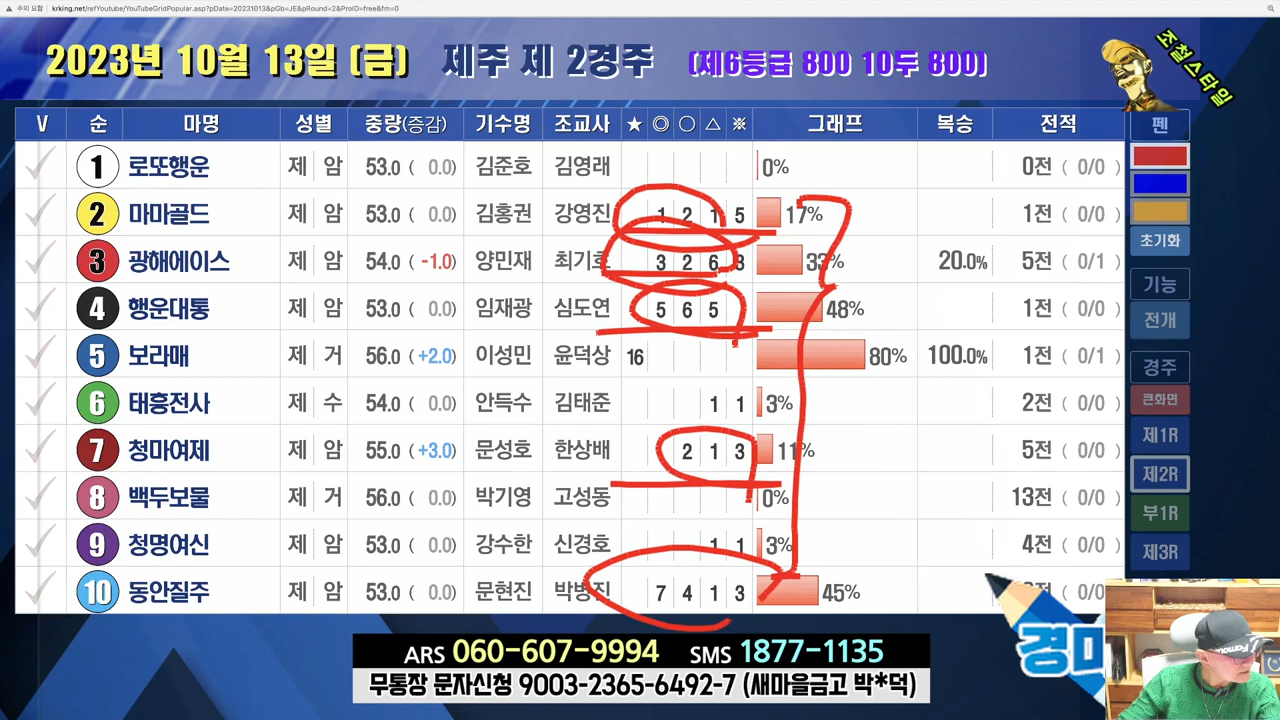 주의 요함 krking.net/refYoutube/YouTubeGridPopular.asp?pDate=20231013&pGb=JE&pRound=2&ProID=free&fm=0
2023년 10월 13일 (금) 제주 제 2경주 (제6등급 800 10두 800)
조철스타일
V 순 마명 성별 중량(증감) 기수명 조교사 ★ ◎ ○ △ ※ 그래프 복승 전적
1 로또행운 제 암 53.0 ( 0.0) 김준호 김영래 0% 0전 ( 0/0 )
2 마마골드 제 암 53.0 ( 0.0) 김홍권 강영진 1 2 1 5 17% 1전 ( 0/0 )
3 광해에이스 제 암 54.0 ( -1.0) 양민재 최기호 3 2 6 3 33% 20.0% 5전 ( 0/1 )
4 행운대통 제 암 53.0 ( 0.0) 임재광 심도연 5 6 5 48% 1전 ( 0/0 )
5 보라매 제 거 56.0 (+2.0) 이성민 윤덕상 16 80% 100.0% 1전 ( 0/1 )
6 태흥전사 제 수 54.0 ( 0.0) 안득수 김태준 1 1 3% 2전 ( 0/0 )
7 청마여제 제 암 55.0 (+3.0) 문성호 한상배 2 1 3 11% 5전 ( 0/0 )
8 백두보물 제 거 56.0 ( 0.0) 박기영 고성동 0% 13전 ( 0/0 )
9 청명여신 제 암 53.0 ( 0.0) 강수한 신경호 1 1 3% 4전 ( 0/0 )
10 동안질주 제 암 53.0 ( 0.0) 문현진 박병진 7 4 1 3 45% ( 0/0
펜
초기화
기능
전개
경주
큰화면
제1R
제2R
부1R
제3R
경마
ARS 060-607-9994 SMS 1877-1135
무통장 문자신청 9003-2365-6492-7 (새마을금고 박*덕)